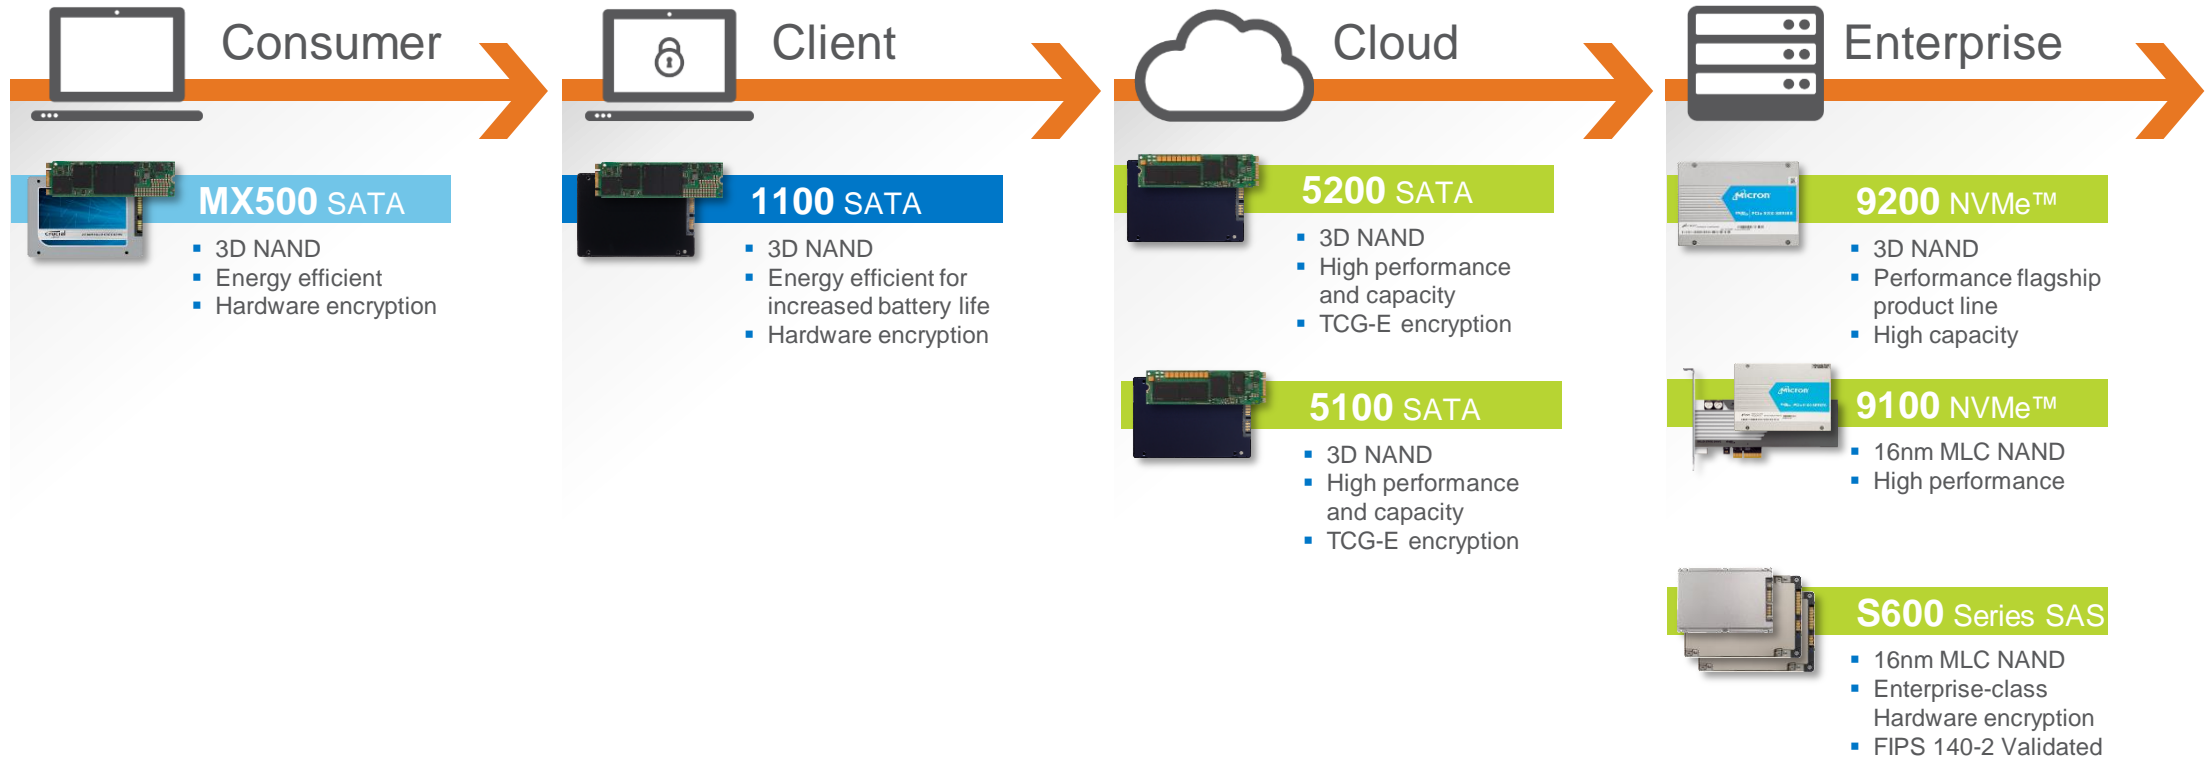 Consumer
MX500 SATA
3D NAND
Energy efficient
Hardware encryption
Client
1100 SATA
3D NAND
Energy efficient for
increased battery life
Hardware encryption
Cloud
5200 SATA
3D NAND
High performance
and capacity
TCG-E encryption
5100 SATA
3D NAND
High performance
and capacity
TCG-E encryption
Enterprise
Micron
9200 NVMe™
3D NAND
Performance flagship
product line
High capacity
Micron
9100 NVMe™
16nm MLC NAND
High performance
S600 Series SAS
16nm MLC NAND
Enterprise-class
Hardware encryption
FIPS 140-2 Validated